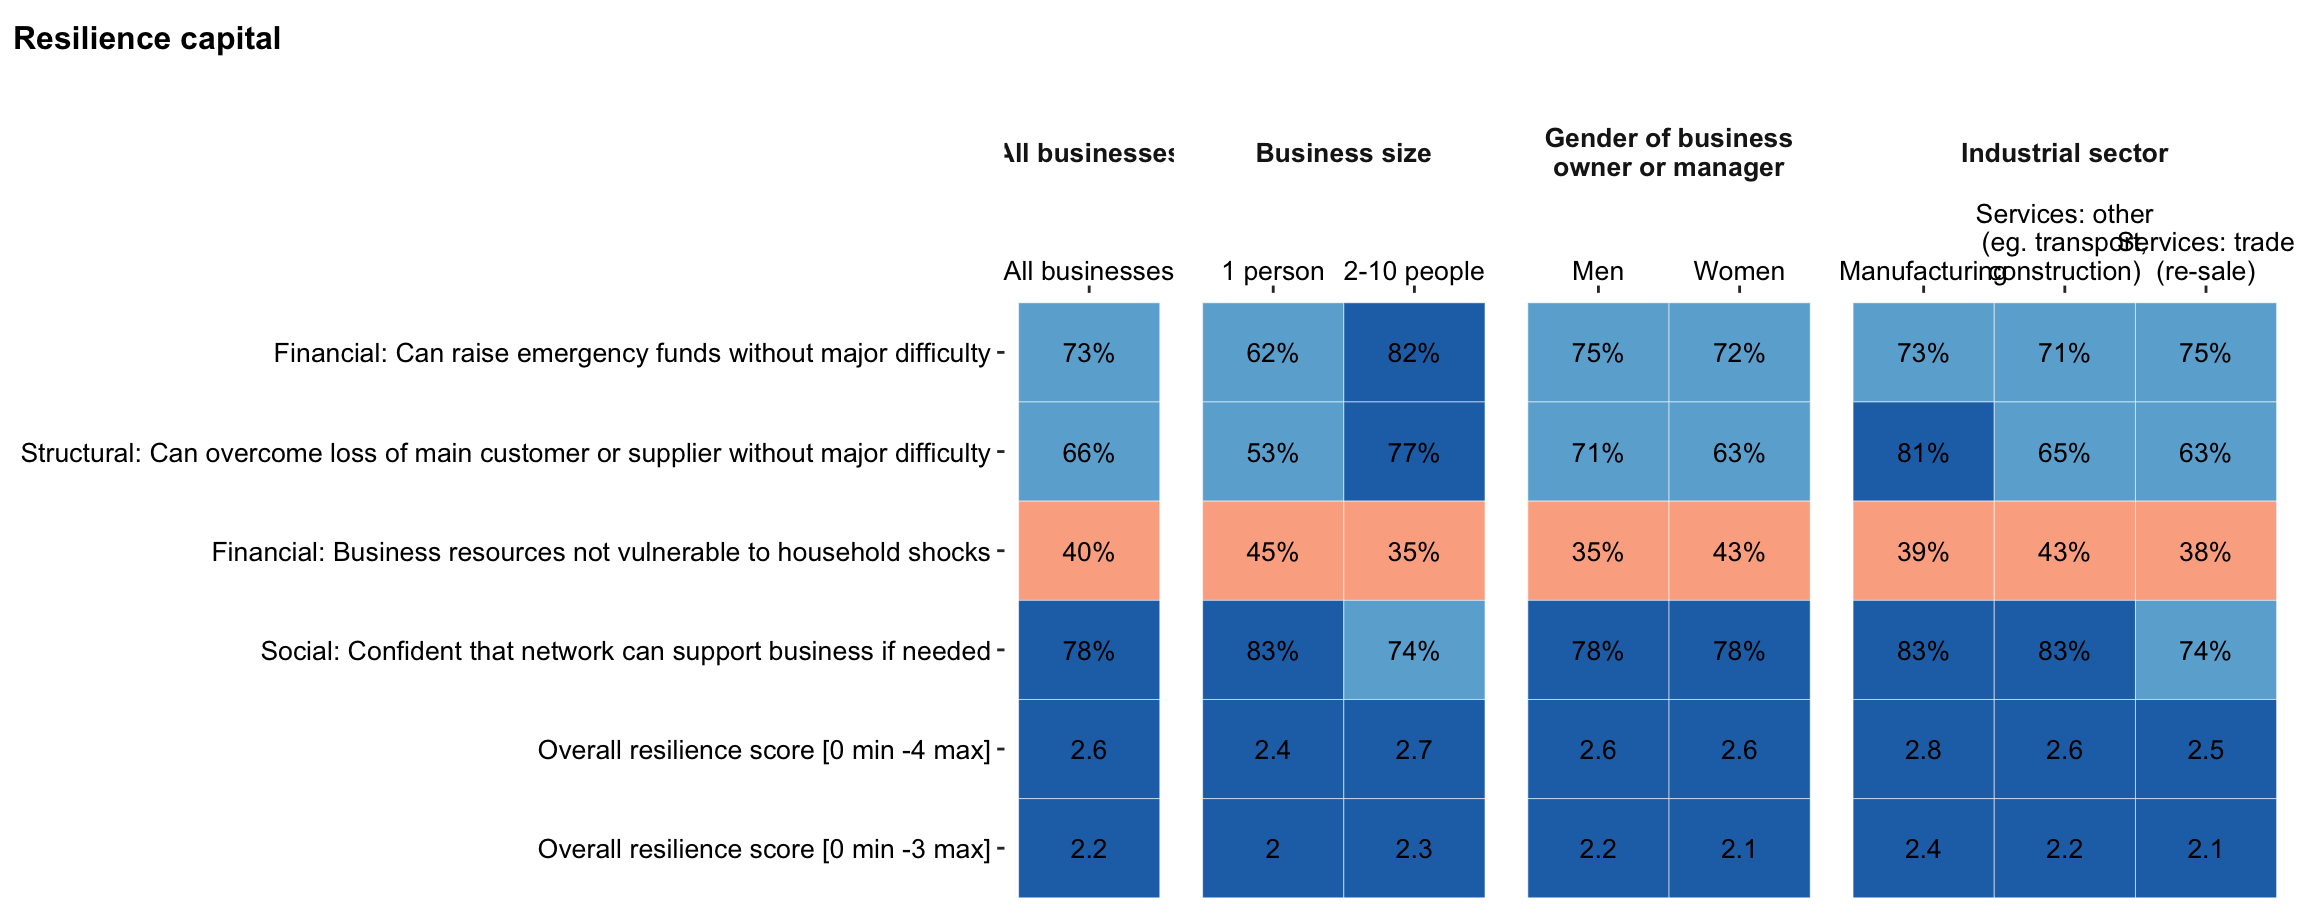 Resilience capital
All businesses
Business size
Gender of business
owner or manager
Industrial sector
All businesses
1 person
2-10 people
Men
Women
Manufacturing
Services: other
(eg. transport,
construction)
Services: trade
(re-sale)
Financial: Can raise emergency funds without major difficulty
73%
62%
82%
75%
72%
73%
71%
75%
Structural: Can overcome loss of main customer or supplier without major difficulty
66%
53%
77%
71%
63%
81%
65%
63%
Financial: Business resources not vulnerable to household shocks
40%
45%
35%
35%
43%
39%
43%
38%
Social: Confident that network can support business if needed
78%
83%
74%
78%
78%
83%
83%
74%
Overall resilience score [0 min -4 max]
2.6
2.4
2.7
2.6
2.6
2.8
2.6
2.5
Overall resilience score [0 min -3 max]
2.2
2
2.3
2.2
2.1
2.4
2.2
2.1